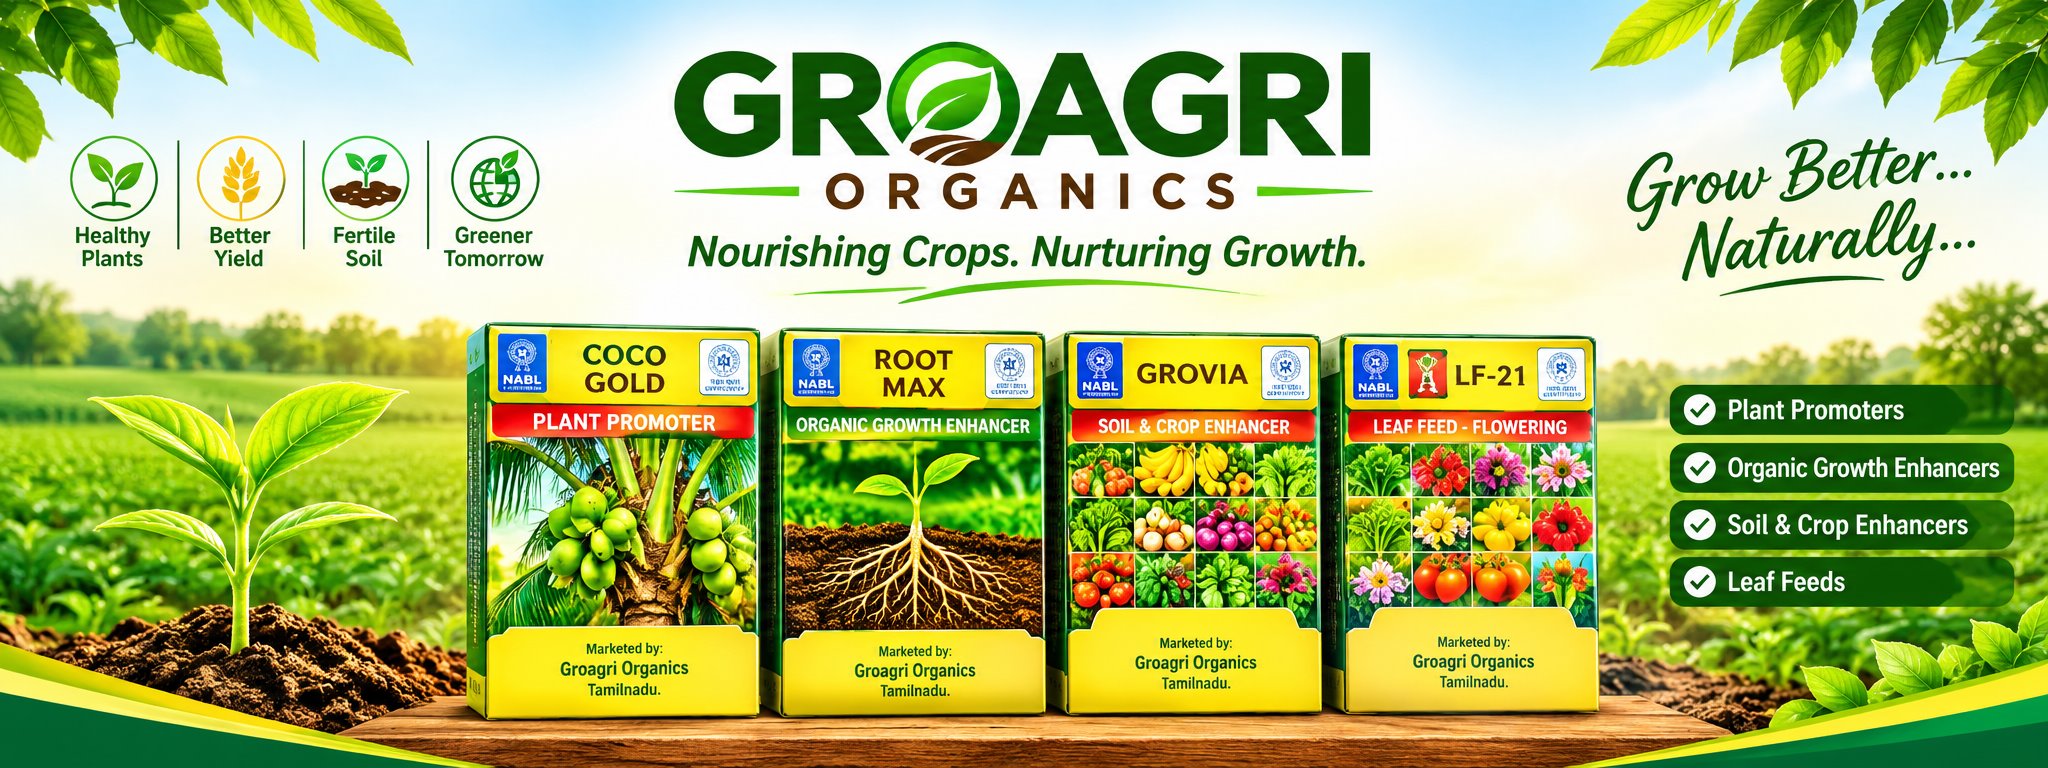 GROAGRI
ORGANICS
Nourishing Crops. Nurturing Growth.
Healthy
Plants
Better
Yield
Fertile
Soil
Greener
Tomorrow
Grow Better...
Naturally...
NABL
COCO
GOLD
PLANT PROMOTER
Marketed by:
Groagri Organics
Tamilnadu.
NABL
ROOT
MAX
ORGANIC GROWTH ENHANCER
Marketed by:
Groagri Organics
Tamilnadu.
NABL
GROVIA
SOIL & CROP ENHANCER
Marketed by:
Groagri Organics
Tamilnadu.
NABL
LF-21
LEAF FEED - FLOWERING
Marketed by:
Groagri Organics
Tamilnadu.
Plant Promoters
Organic Growth Enhancers
Soil & Crop Enhancers
Leaf Feeds